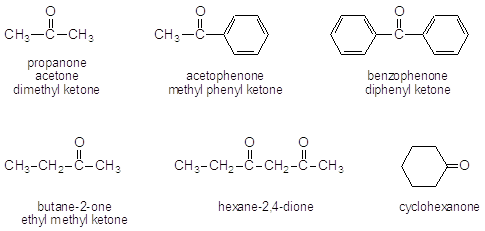 O O O
CH3-C-CH3 CH3-C C
propanone acetophenone benzophenone
acetone methyl phenyl ketone diphenyl ketone
dimethyl ketone
O O O
CH3-CH2-C-CH3 CH3-CH2-C-CH2-C-CH3 =O
butane-2-one hexane-2,4-dione cyclohexanone
ethyl methyl ketone